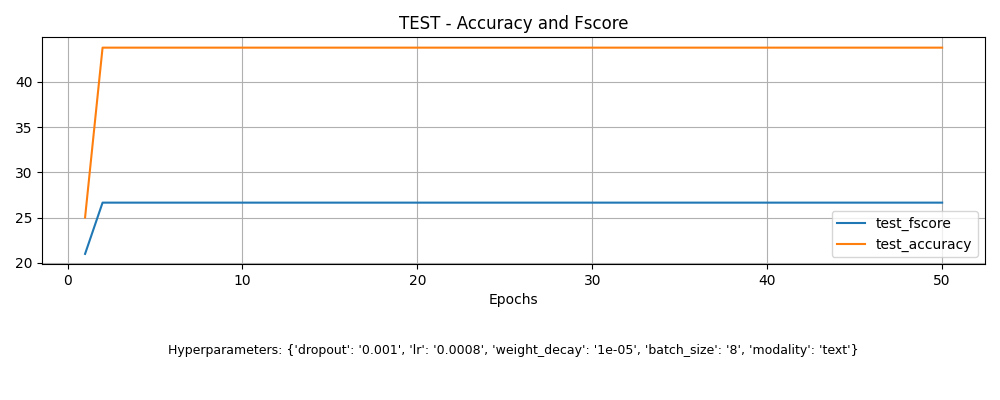 TEST - Accuracy and Fscore
40
35
30
25
20
0 10 20 30 40 50
Epochs
test_fscore
test_accuracy
Hyperparameters: {'dropout': '0.001', 'lr': '0.0008', 'weight_decay': '1e-05', 'batch_size': '8', 'modality': 'text'}